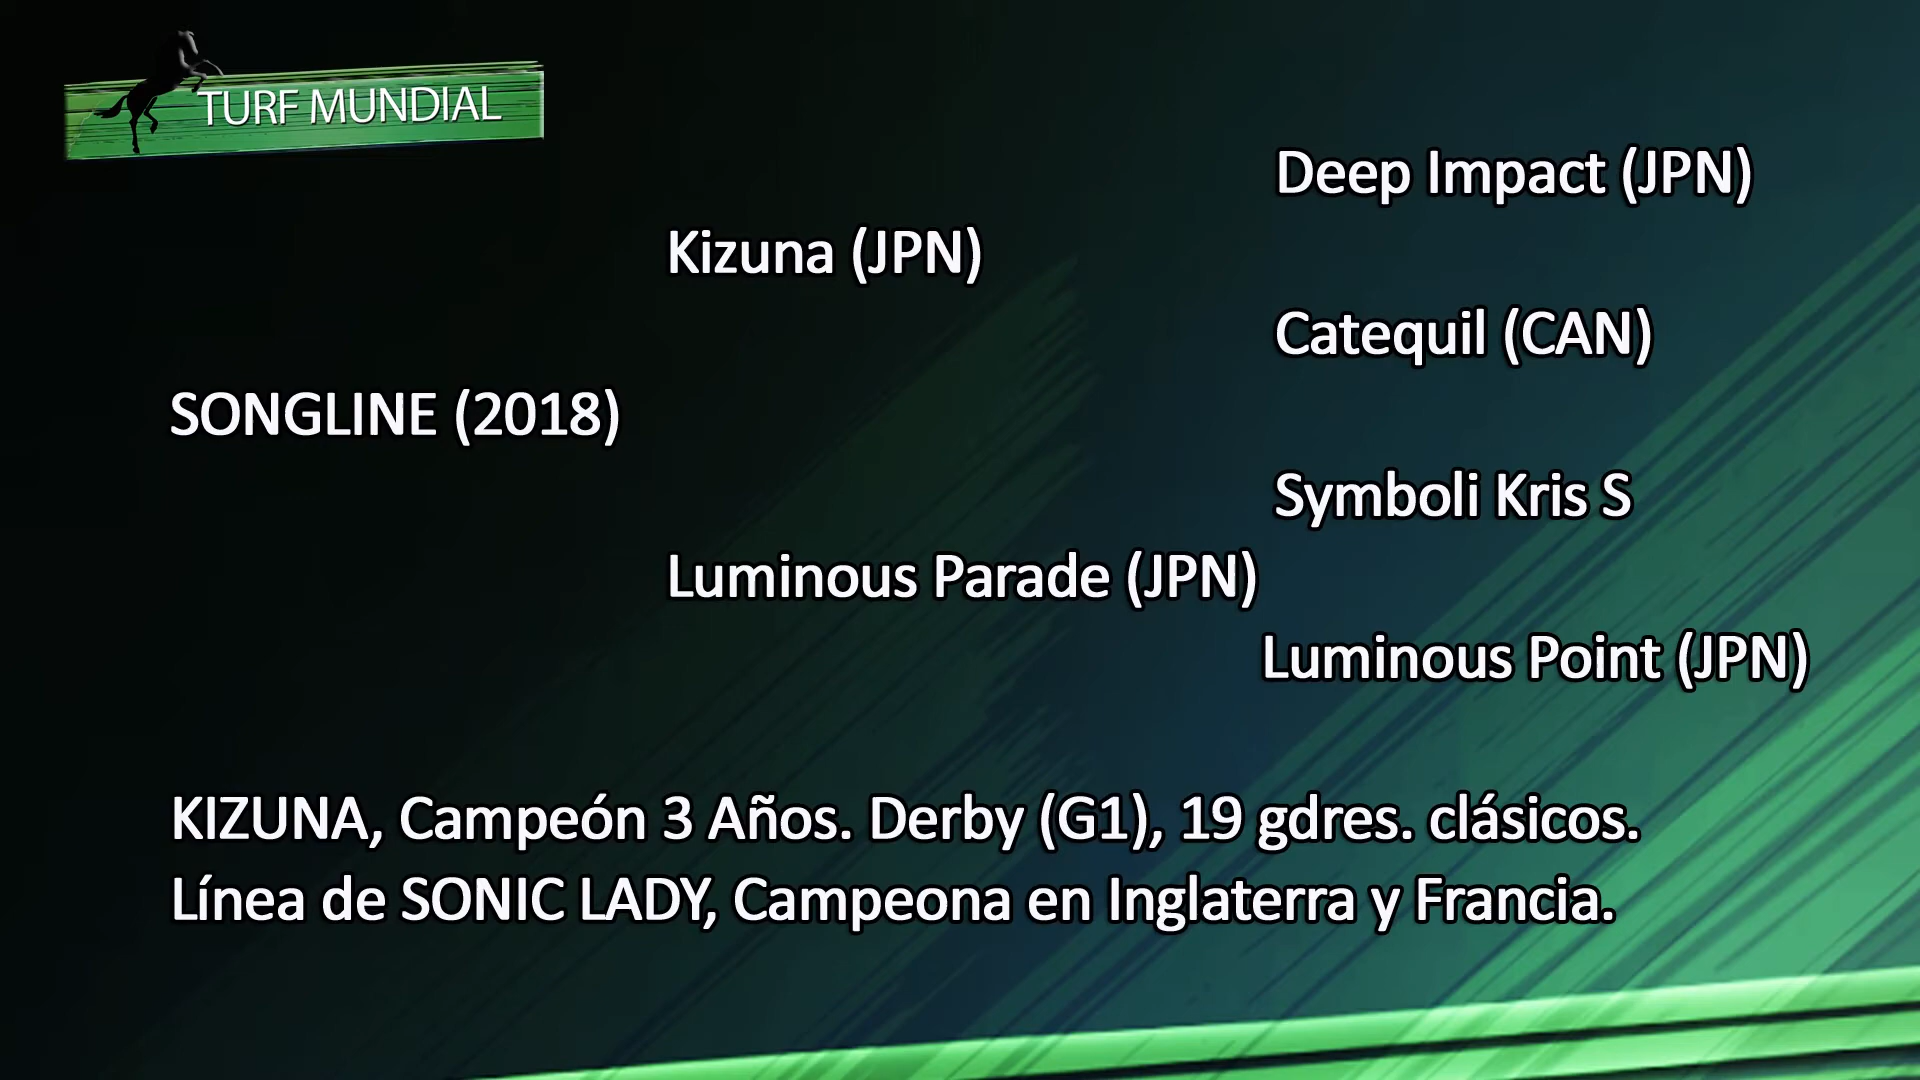 TURF MUNDIAL
Deep Impact (JPN)
Kizuna (JPN)
Catequil (CAN)
SONGLINE (2018)
Symboli Kris S
Luminous Parade (JPN)
Luminous Point (JPN)
KIZUNA, Campeón 3 Años. Derby (G1), 19 gdres. clásicos.
Línea de SONIC LADY, Campeona en Inglaterra y Francia.